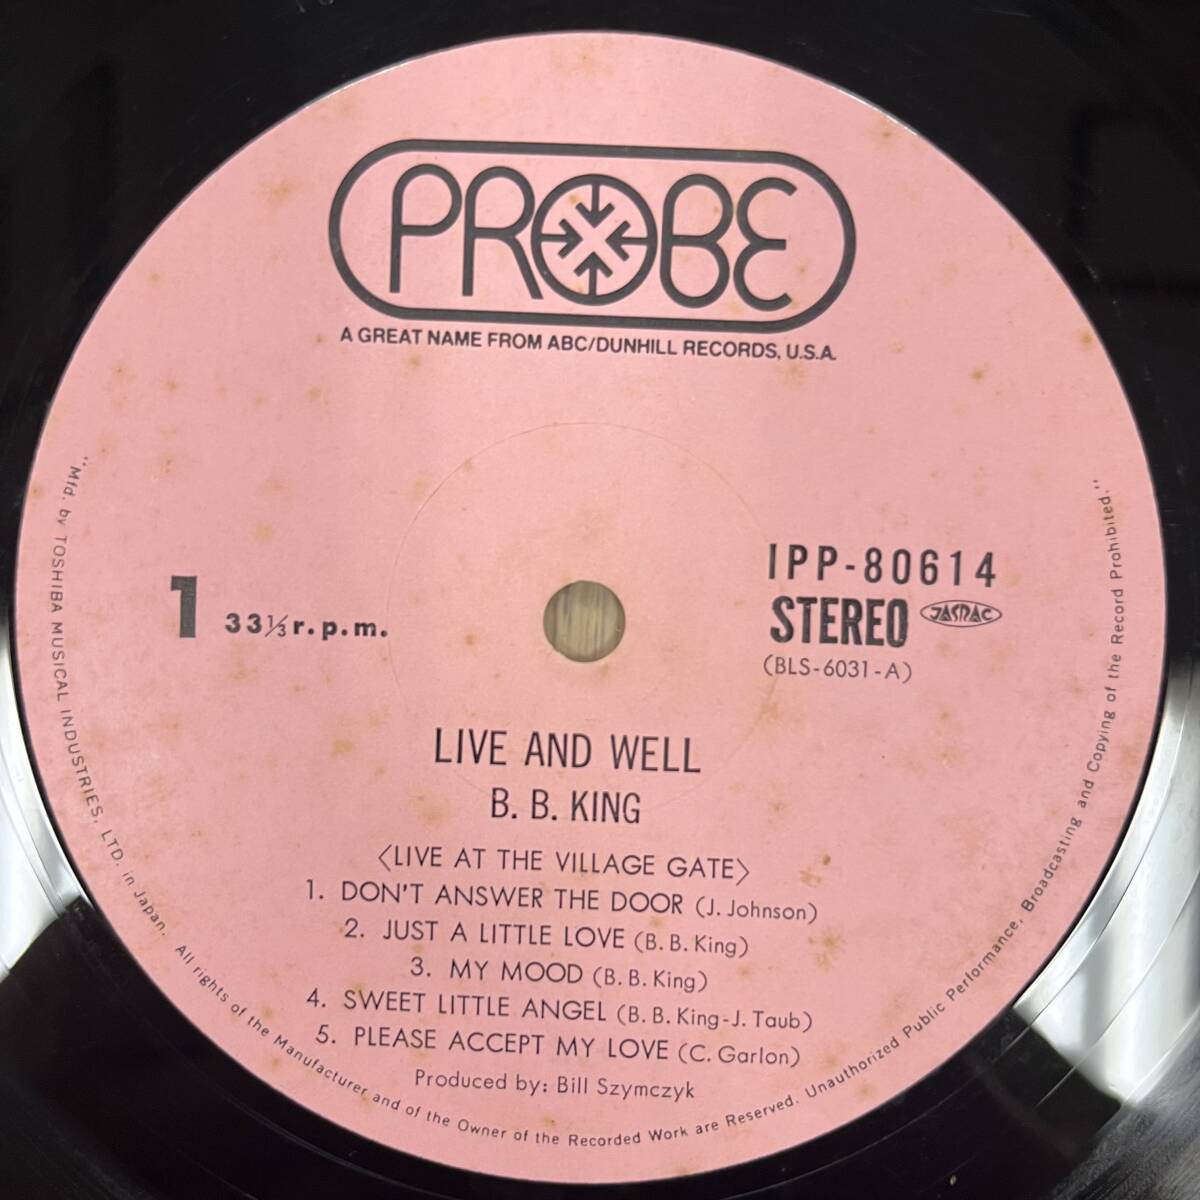 PROBE
A GREAT NAME FROM ABC/DUNHILL RECORDS, U.S.A.
1 33⅓ r.p.m.
IPP-80614
STEREO JASRAC
(BLS-6031-A)
LIVE AND WELL
B. B. KING
〈LIVE AT THE VILLAGE GATE〉
1. DON'T ANSWER THE DOOR (J. Johnson)
2. JUST A LITTLE LOVE (B. B. King)
3. MY MOOD (B. B. King)
4. SWEET LITTLE ANGEL (B. B. King-J. Taub)
5. PLEASE ACCEPT MY LOVE (C. Garlon)
Produced by: Bill Szymczyk
"Mfd. by TOSHIBA MUSICAL INDUSTRIES, LTD. in Japan. All rights of the Manufacturer and of the Owner of the Recorded Work are Reserved. Unauthorized Public Performance, Broadcasting and Copying of the Record Prohibited."